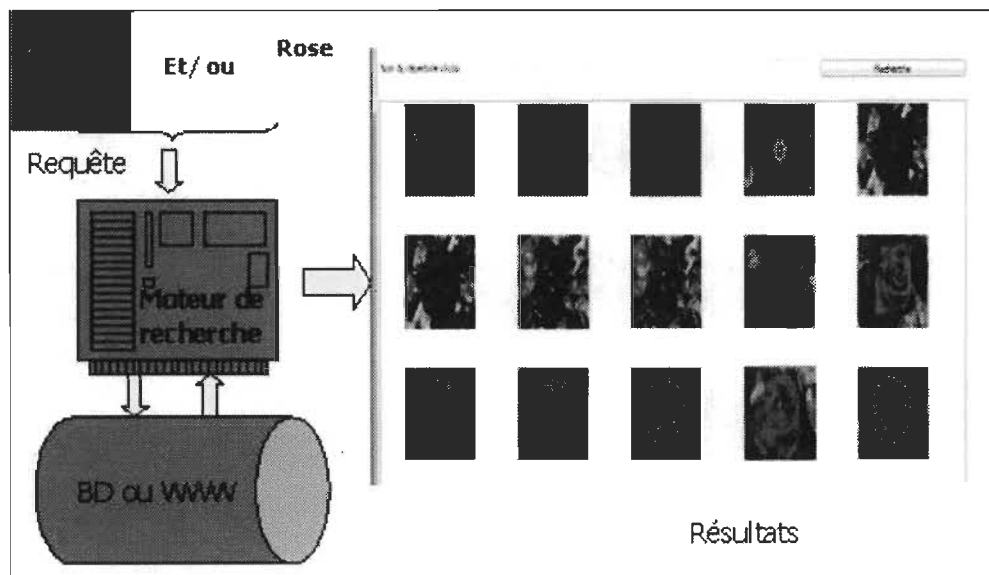 Et/ ou
Rose
Requête
Moteur de
recherche
BD ou WWW
Résultats